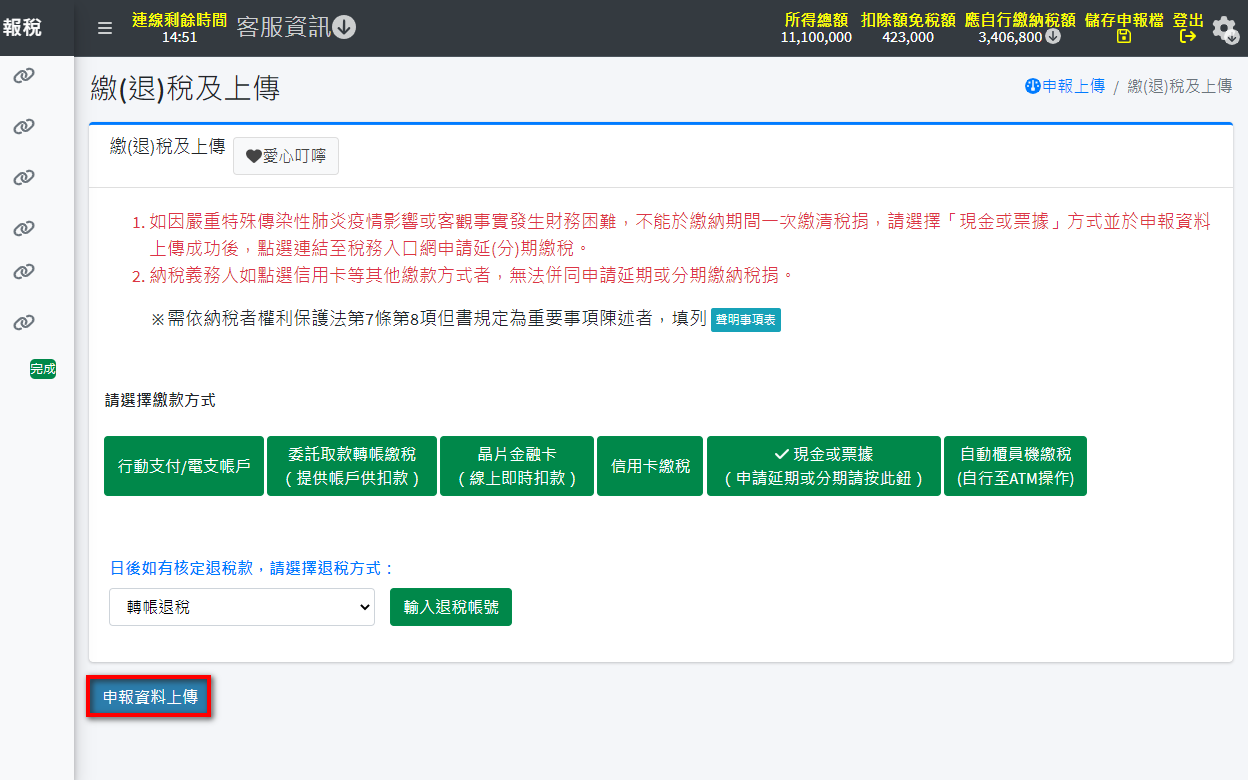 報稅
連線剩餘時間
14:51
客服資訊
所得總額
11,100,000
扣除額免稅額
423,000
應自行繳納稅額
3,406,800
儲存申報檔
登出
繳(退)稅及上傳
申報上傳 / 繳(退)稅及上傳
繳(退)稅及上傳
愛心叮嚀
1. 如因嚴重特殊傳染性肺炎疫情影響或客觀事實發生財務困難，不能於繳納期間一次繳清稅捐，請選擇「現金或票據」方式並於申報資料
上傳成功後，點選連結至稅務入口網申請延(分)期繳稅。
2. 納稅義務人如點選信用卡等其他繳款方式者，無法併同申請延期或分期繳納稅捐。
※需依納稅者權利保護法第7條第8項但書規定為重要事項陳述者，填列 聲明事項表
完成
請選擇繳款方式
行動支付/電支帳戶
委託取款轉帳繳稅
（提供帳戶供扣款）
晶片金融卡
（線上即時扣款）
信用卡繳稅
現金或票據
（申請延期或分期請按此鈕）
自動櫃員機繳稅
(自行至ATM操作)
日後如有核定退稅款，請選擇退稅方式：
轉帳退稅
輸入退稅帳號
申報資料上傳